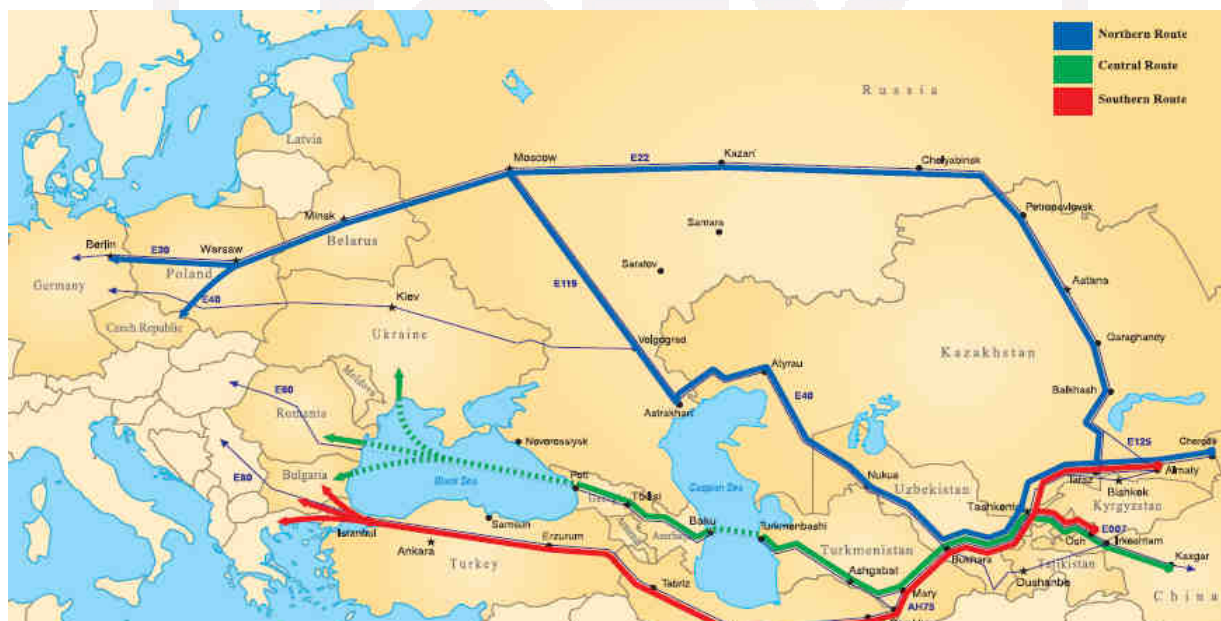 Northern Route
Central Route
Southern Route
Russia
Latvia
Moscow
E22
Kazan'
Chelyabinsk
Petropavlovsk
Samara
Minsk
Belarus
Berlin
E30
Warsaw
Poland
Saratov
E119
Germany
E40
Kiev
Astana
Czech Republic
Ukraine
Volgograd
Qaraghandy
Kazakhstan
Atyrau
Moldova
E40
Balkhash
E60
Romania
Astrakhan'
Novorossiysk
E125
Bulgaria
E80
Black Sea
Poti
Caspian Sea
Nukus
Uzbekistan
Taraz
Almaty
Bishkek
Kyrgyzstan
Georgia
Tbilisi
Tashkent
Samsun
Baku
Turkmenbashi
E007
Istanbul
Osh
Irkeshtam
Ankara
Erzurum
Turkmenistan
Bukhara
Tajikistan
Kazgar
Turkey
Ashgabat
Dushanbe
Tabriz
Mary
China
AH75